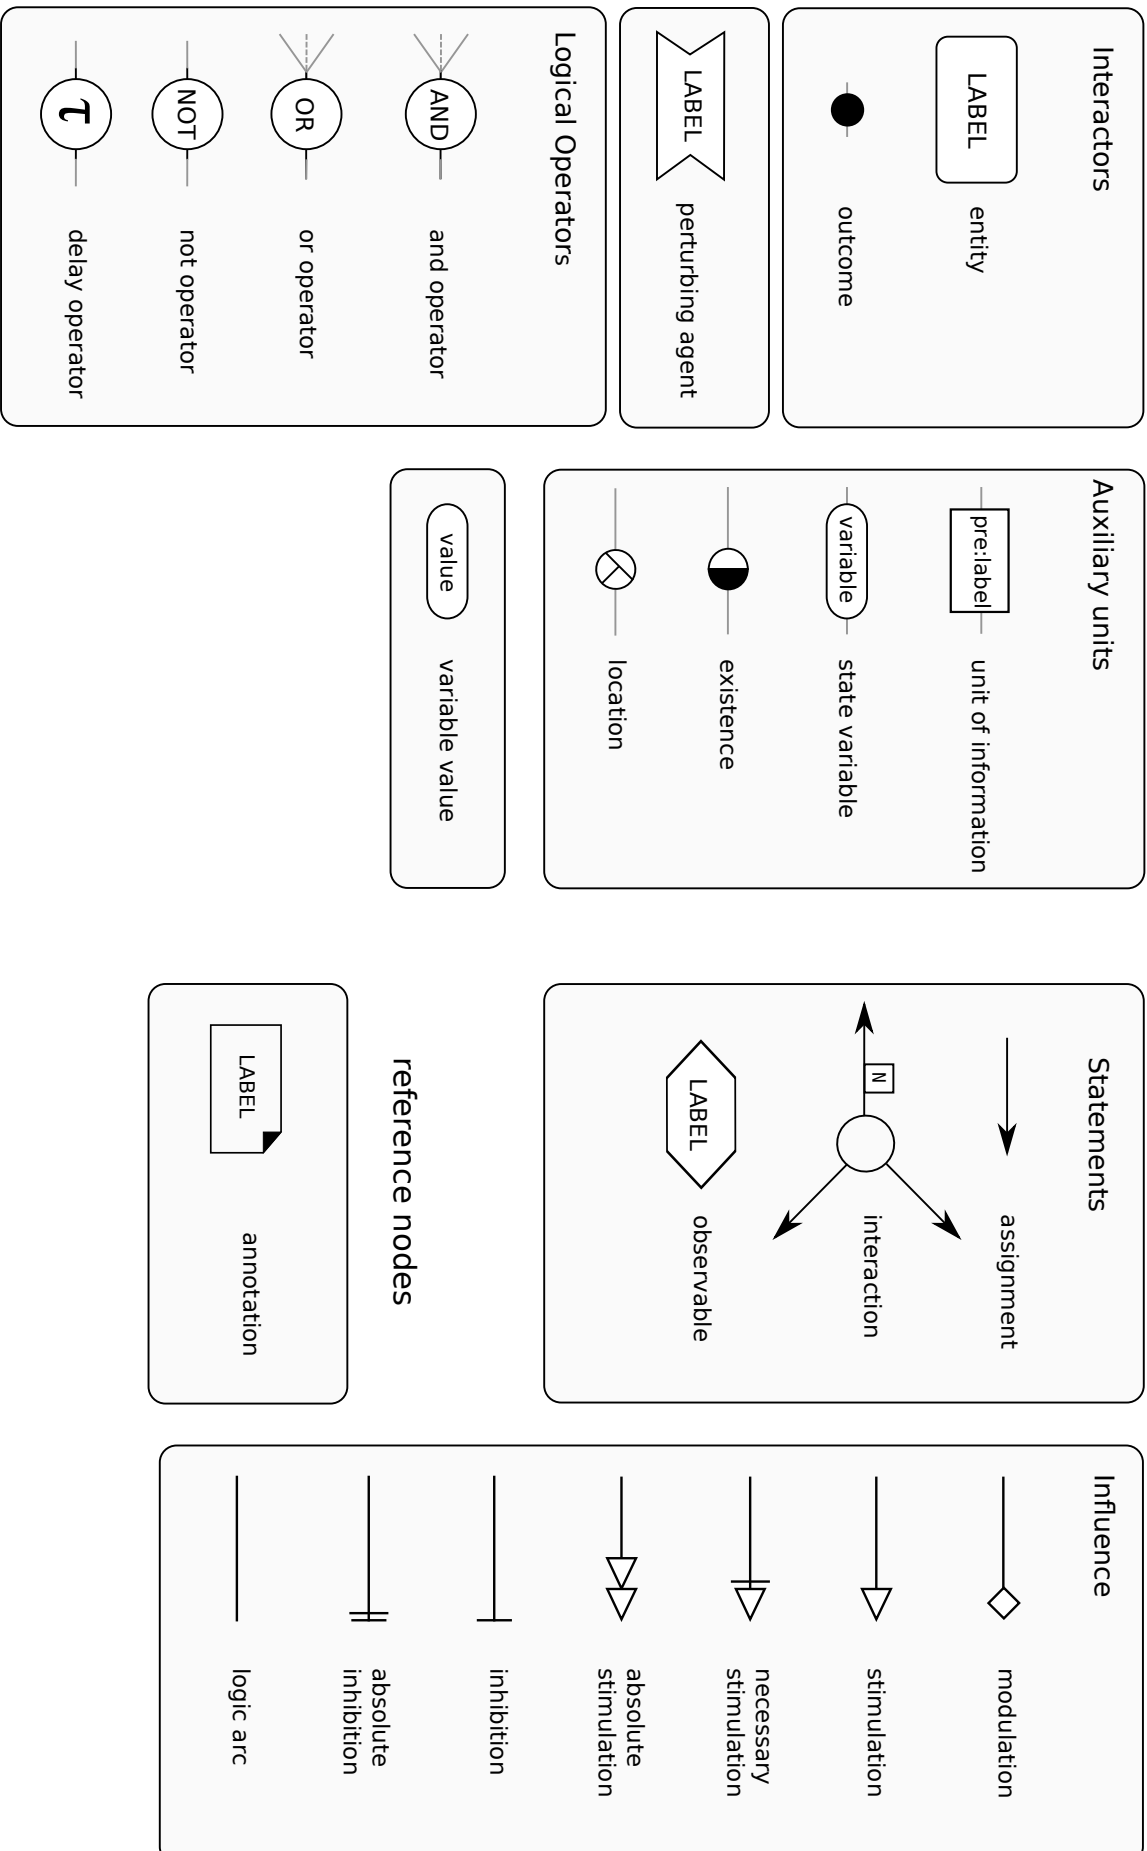 Interactors
LABEL
entity
outcome
LABEL
perturbing agent
Logical Operators
AND
and operator
OR
or operator
NOT
not operator
τ
delay operator
Auxiliary units
pre:label
unit of information
variable
state variable
existence
location
value
variable value
Statements
assignment
N
interaction
LABEL
observable
reference nodes
LABEL
annotation
Influence
modulation
stimulation
necessary
stimulation
absolute
stimulation
inhibition
absolute
inhibition
logic arc